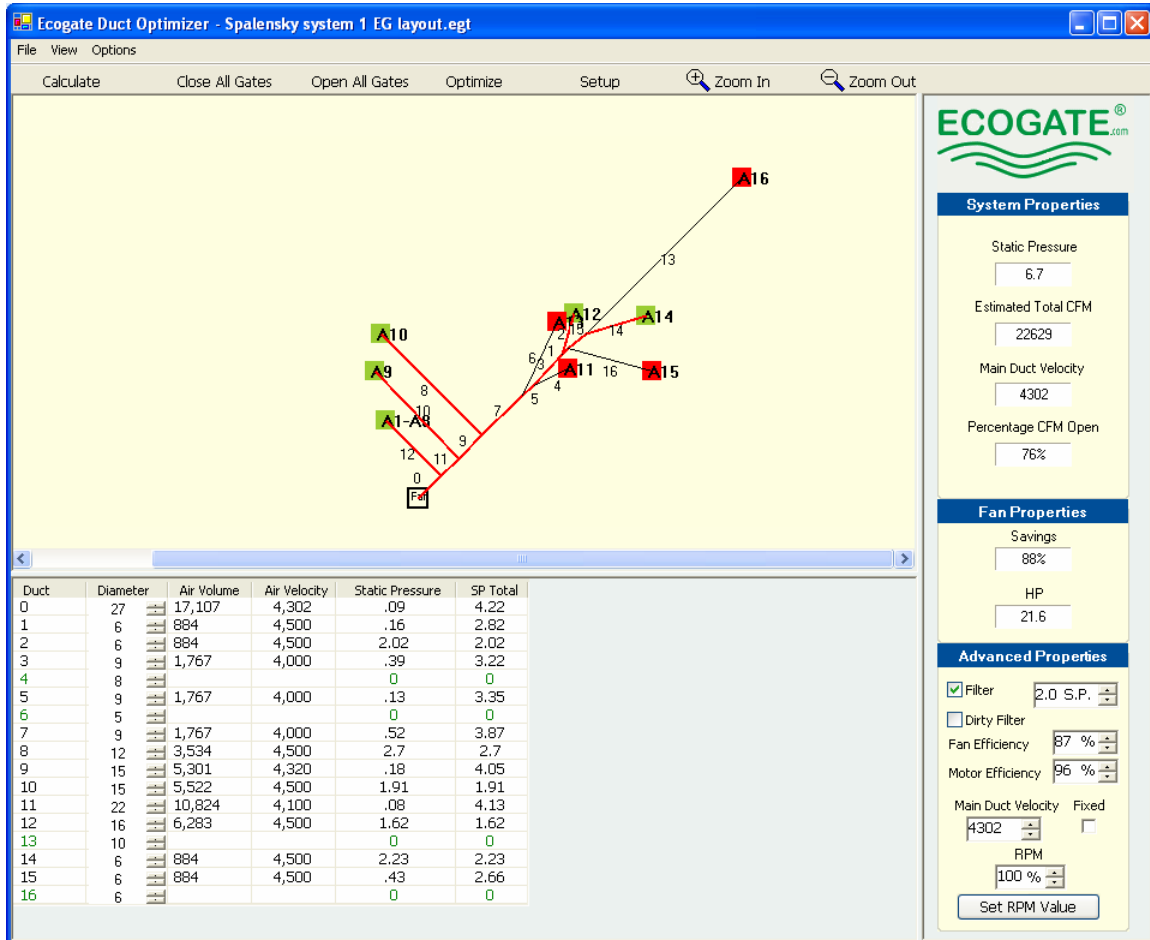 Ecogate Duct Optimizer - Spalensky system 1 EG layout.egt
File View Options
Calculate Close All Gates Open All Gates Optimize Setup Zoom In Zoom Out
A16
13
A12
A13
A14
15
14
2
1
A10
6
3
A11
16
A15
4
A9
8
5
7
10
A1-A8
9
12
11
0
Fan
ECOGATE®.com
System Properties
Static Pressure
6.7
Estimated Total CFM
22629
Main Duct Velocity
4302
Percentage CFM Open
76%
Fan Properties
Savings
88%
HP
21.6
Advanced Properties
Filter 2.0 S.P.
Dirty Filter
Fan Efficiency 87 %
Motor Efficiency 96 %
Main Duct Velocity Fixed
4302
RPM
100 %
Set RPM Value
Duct Diameter Air Volume Air Velocity Static Pressure SP Total
0 27 17,107 4,302 .09 4.22
1 6 884 4,500 .16 2.82
2 6 884 4,500 2.02 2.02
3 9 1,767 4,000 .39 3.22
4 8 0 0
5 9 1,767 4,000 .13 3.35
6 5 0 0
7 9 1,767 4,000 .52 3.87
8 12 3,534 4,500 2.7 2.7
9 15 5,301 4,320 .18 4.05
10 15 5,522 4,500 1.91 1.91
11 22 10,824 4,100 .08 4.13
12 16 6,283 4,500 1.62 1.62
13 10 0 0
14 6 884 4,500 2.23 2.23
15 6 884 4,500 .43 2.66
16 6 0 0